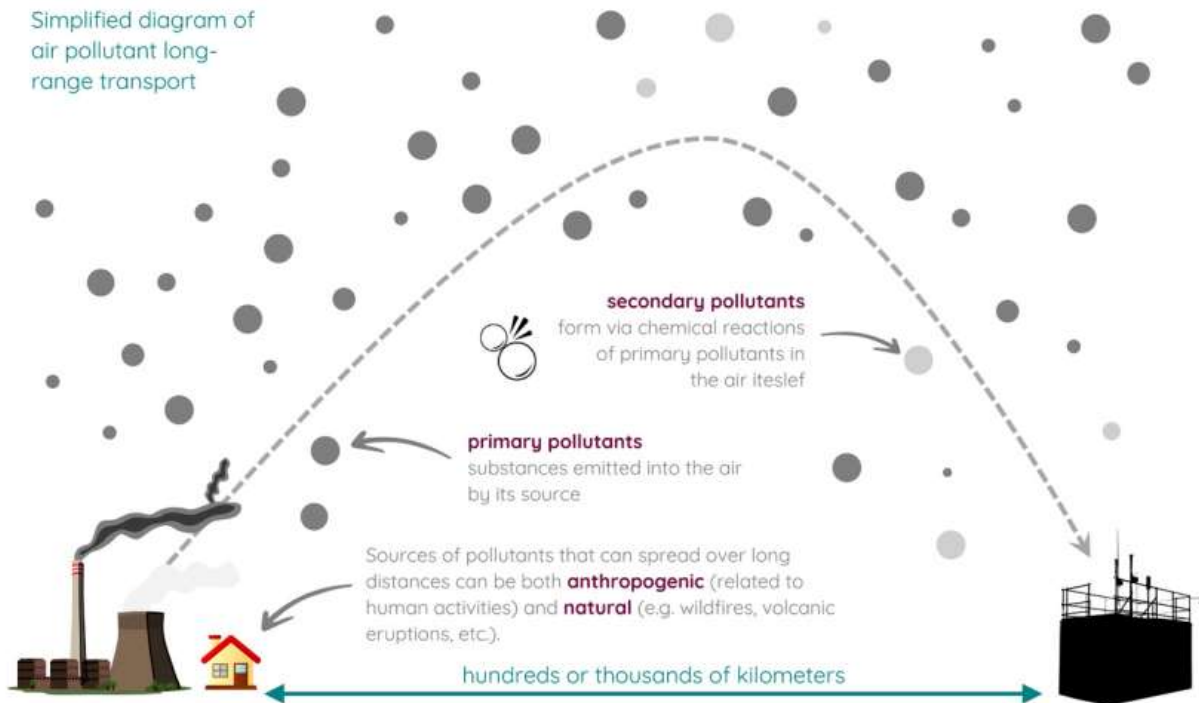 Simplified diagram of
air pollutant long-
range transport
secondary pollutants
form via chemical reactions
of primary pollutants in
the air iteslef
primary pollutants
substances emitted into the air
by its source
Sources of pollutants that can spread over long
distances can be both anthropogenic (related to
human activities) and natural (e.g. wildfires, volcanic
eruptions, etc.).
hundreds or thousands of kilometers